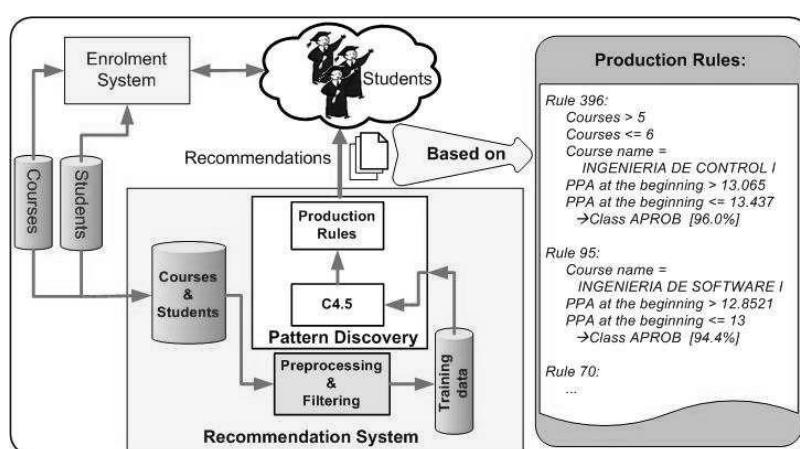 Enrolment
System
Students
Courses
Students
Recommendations
Based on
Production
Rules
C4.5
Pattern Discovery
Courses
&
Students
Preprocessing
&
Filtering
Training
data
Recommendation System
Production Rules:
Rule 396:
Courses > 5
Courses <= 6
Course name =
INGENIERIA DE CONTROL I
PPA at the beginning > 13.065
PPA at the beginning <= 13.437
→Class APROB [96.0%]
Rule 95:
Course name =
INGENIERIA DE SOFTWARE I
PPA at the beginning > 12.8521
PPA at the beginning <= 13
→Class APROB [94.4%]
Rule 70:
...